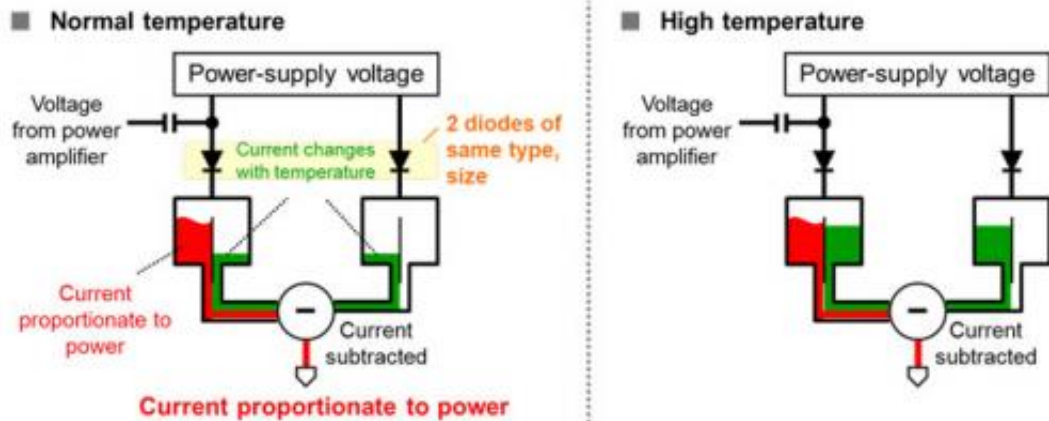 Normal temperature
Power-supply voltage
Voltage
from power
amplifier
Current changes
with temperature
2 diodes of
same type,
size
Current
proportionate to
power
−
Current
subtracted
Current proportionate to power
High temperature
Power-supply voltage
Voltage
from power
amplifier
−
Current
subtracted